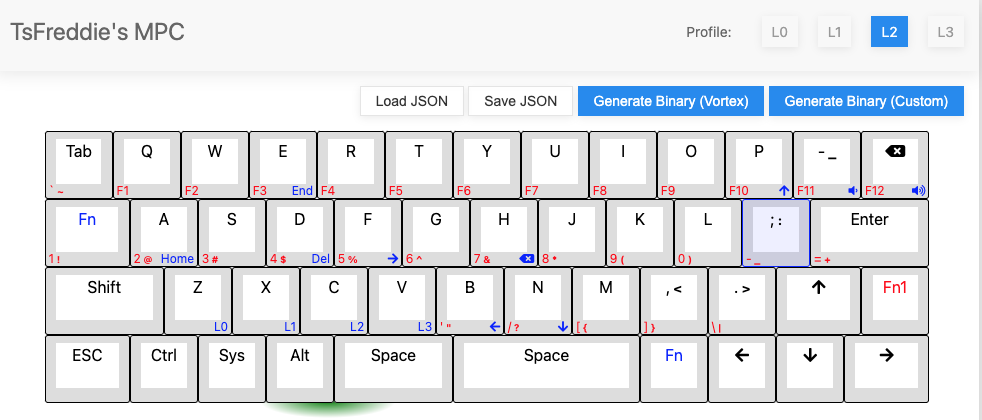 TsFreddie's MPC
Profile: L0 L1 L2 L3
Load JSON Save JSON Generate Binary (Vortex) Generate Binary (Custom)
Tab Q W E R T Y U I O P - _
` ~ F1 F2 F3 End F4 F5 F6 F7 F8 F9 F10 F11 F12
Fn A S D F G H J K L ; : Enter
1 ! 2 @ Home 3 # 4 $ Del 5 % 6 ^ 7 & 8 * 9 ( 0 ) - _ = +
Shift Z X C V B N M , < . > Fn1
L0 L1 L2 L3 ' " / ? [ { ] } \ |
ESC Ctrl Sys Alt Space Space Fn